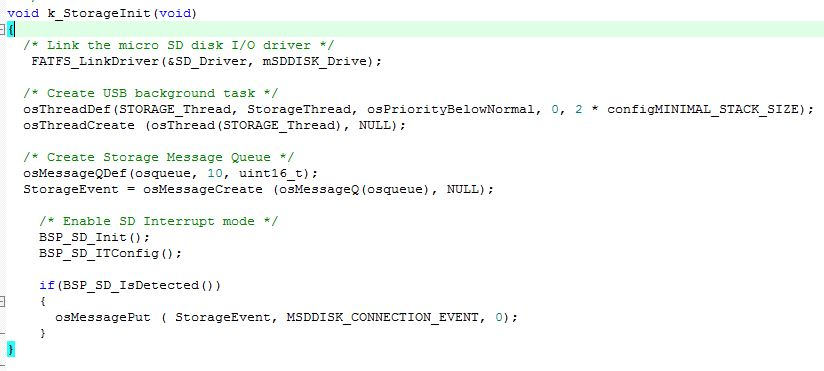 void k_StorageInit(void)
{
/* Link the micro SD disk I/O driver */
FATFS_LinkDriver(&SD_Driver, mSDDISK_Drive);
/* Create USB background task */
osThreadDef(STORAGE_Thread, StorageThread, osPriorityBelowNormal, 0, 2 * configMINIMAL_STACK_SIZE);
osThreadCreate (osThread(STORAGE_Thread), NULL);
/* Create Storage Message Queue */
osMessageQDef(osqueue, 10, uint16_t);
StorageEvent = osMessageCreate (osMessageQ(osqueue), NULL);
/* Enable SD Interrupt mode */
BSP_SD_Init();
BSP_SD_ITConfig();
if(BSP_SD_IsDetected())
{
osMessagePut ( StorageEvent, MSDDISK_CONNECTION_EVENT, 0);
}
}